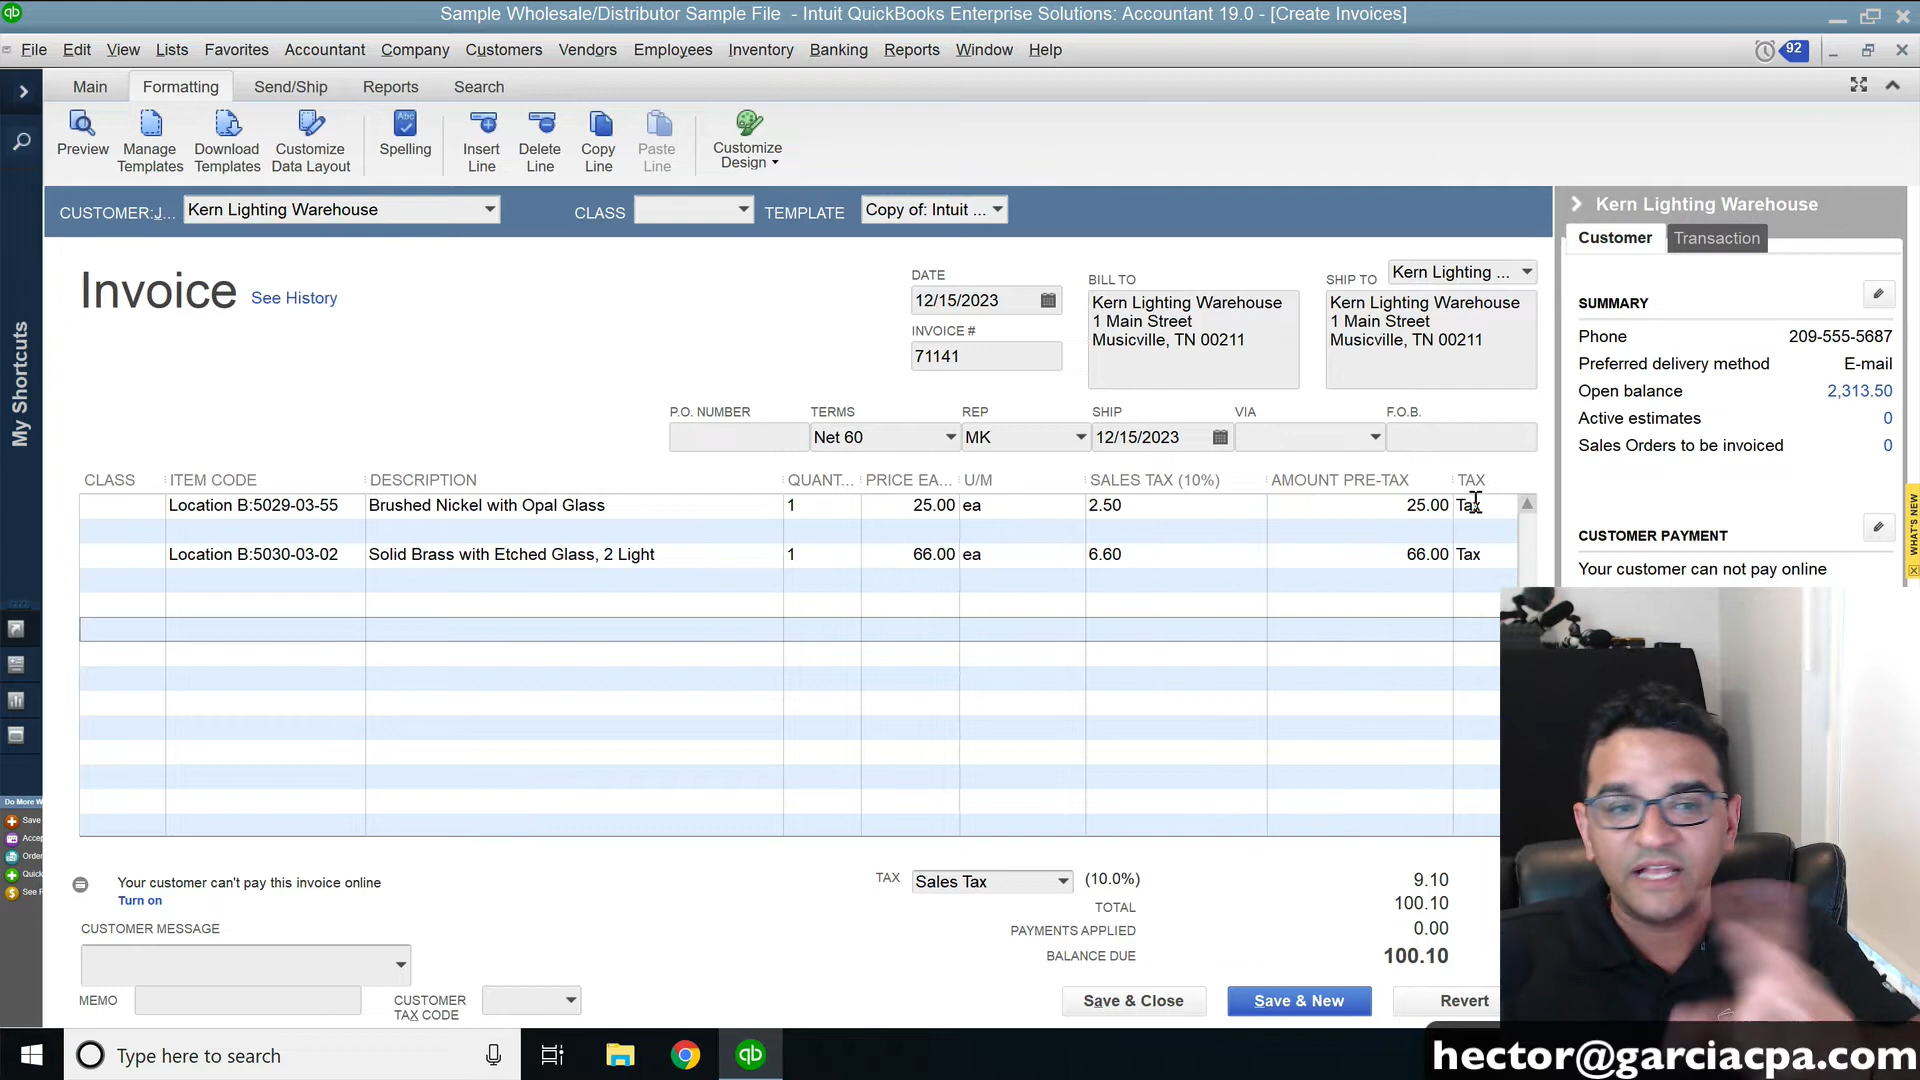 Sample Wholesale/Distributor Sample File - Intuit QuickBooks Enterprise Solutions: Accountant 19.0 - [Create Invoices]
File Edit View Lists Favorites Accountant Company Customers Vendors Employees Inventory Banking Reports Window Help 92
Main Formatting Send/Ship Reports Search
Preview
Manage Templates
Download Templates
Customize Data Layout
Abc
Spelling
Insert Line
Delete Line
Copy Line
Paste Line
Customize Design
My Shortcuts
CUSTOMER:J... Kern Lighting Warehouse CLASS TEMPLATE Copy of: Intuit ...
Invoice See History
DATE
12/15/2023
INVOICE #
71141
BILL TO
Kern Lighting Warehouse
1 Main Street
Musicville, TN 00211
SHIP TO Kern Lighting ...
Kern Lighting Warehouse
1 Main Street
Musicville, TN 00211
P.O. NUMBER TERMS REP SHIP VIA F.O.B.
Net 60 MK 12/15/2023
CLASS ITEM CODE DESCRIPTION QUANT... PRICE EA... U/M SALES TAX (10%) AMOUNT PRE-TAX TAX
Location B:5029-03-55 Brushed Nickel with Opal Glass 1 25.00 ea 2.50 25.00 Tax
Location B:5030-03-02 Solid Brass with Etched Glass, 2 Light 1 66.00 ea 6.60 66.00 Tax
Your customer can't pay this invoice online
Turn on
CUSTOMER MESSAGE
MEMO
CUSTOMER TAX CODE
TAX Sales Tax (10.0%) 9.10
TOTAL 100.10
PAYMENTS APPLIED 0.00
BALANCE DUE 100.10
Save & Close Save & New Revert
Kern Lighting Warehouse
Customer Transaction
SUMMARY
Phone 209-555-5687
Preferred delivery method E-mail
Open balance 2,313.50
Active estimates 0
Sales Orders to be invoiced 0
CUSTOMER PAYMENT
Your customer can not pay online
WHAT'S NEW
Do More W
Save
Accep
Order
Quick
See F
Type here to search
qb
hector@garciacpa.com